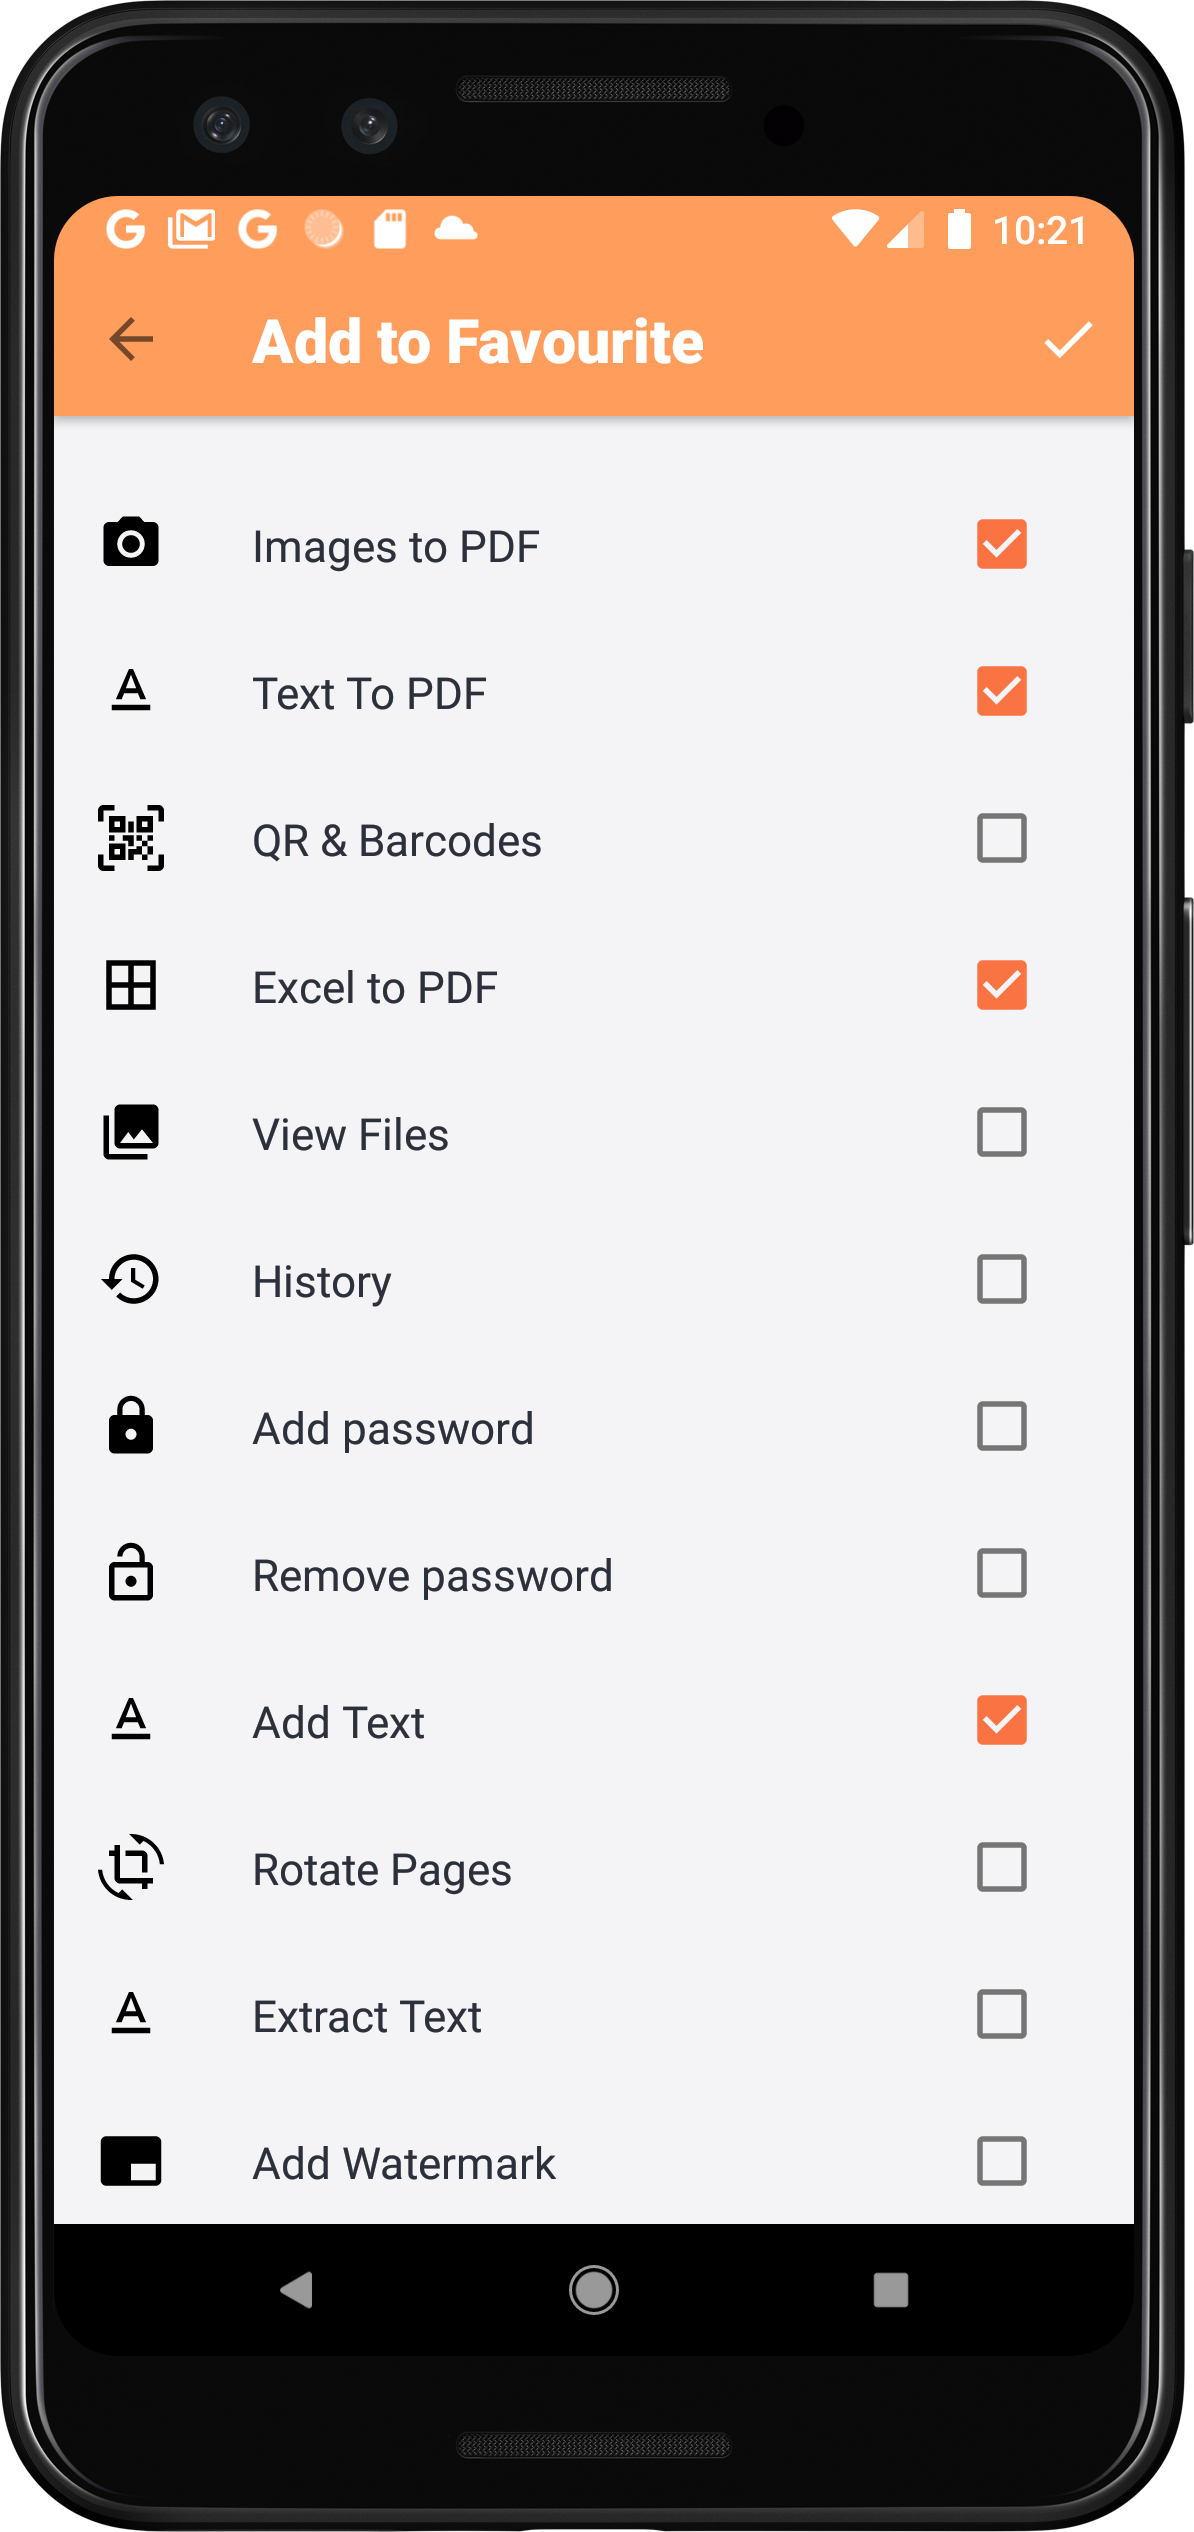 10:21
Add to Favourite
Images to PDF
Text To PDF
QR & Barcodes
Excel to PDF
View Files
History
Add password
Remove password
Add Text
Rotate Pages
Extract Text
Add Watermark